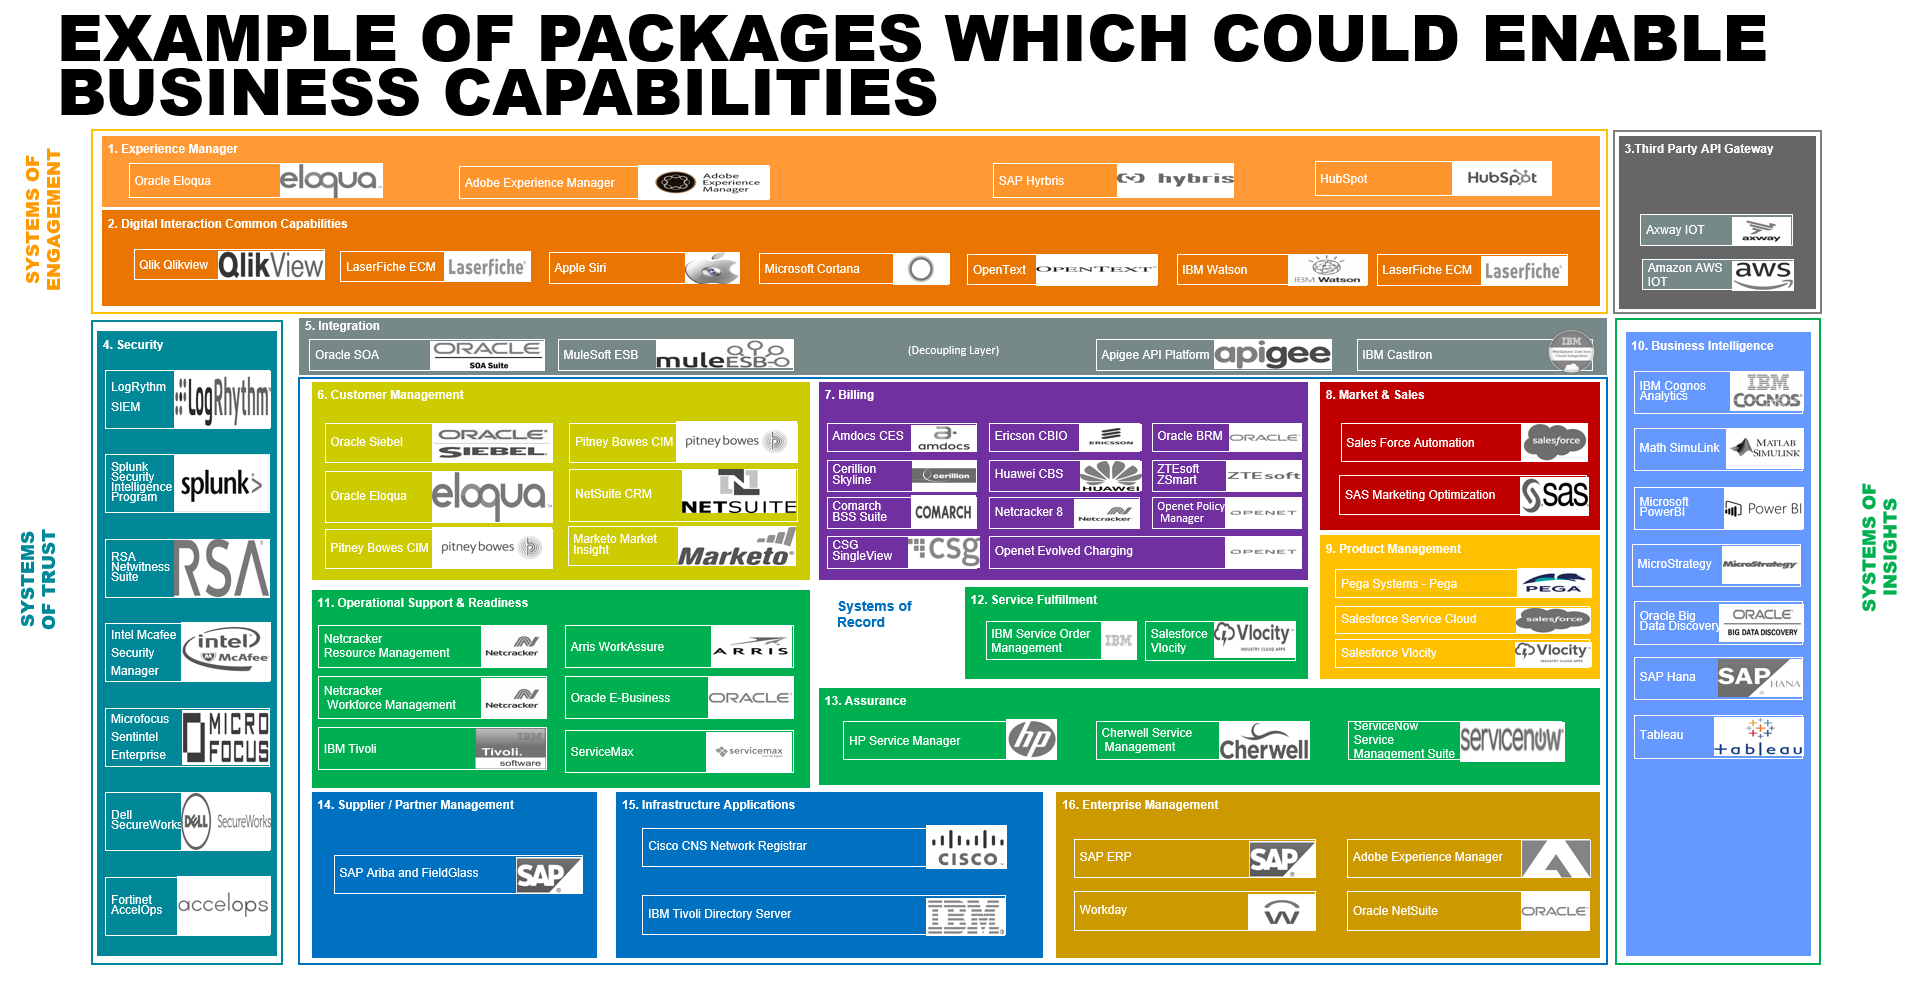 EXAMPLE OF PACKAGES WHICH COULD ENABLE
BUSINESS CAPABILITIES
SYSTEMS OF
ENGAGEMENT
1. Experience Manager
Oracle Eloqua
eloqua
Adobe Experience Manager
Adobe
Experience
Manager
SAP Hyrbris
hybris
HubSpot
HubSpot
2. Digital Interaction Common Capabilities
Qlik Qlikview
QlikView
LaserFiche ECM
Laserfiche
Apple Siri
Microsoft Cortana
OpenText
OPENTEXT
IBM Watson
IBM Watson
LaserFiche ECM
Laserfiche
3.Third Party API Gateway
Axway IOT
axway
Amazon AWS
IOT
aws
SYSTEMS
OF TRUST
4. Security
LogRythm
SIEM
LogRhythm
Splunk
Security
Intelligence
Program
splunk>
RSA
Netwitness
Suite
RSA
Intel Mcafee
Security
Manager
intel
McAfee
Microfocus
Sentintel
Enterprise
MICRO
FOCUS
Dell
SecureWorks
DELL
SecureWorks
Fortinet
AccelOps
accelops
5. Integration
Oracle SOA
ORACLE
SOA Suite
MuleSoft ESB
muleESB
(Decoupling Layer)
Apigee API Platform
apigee
IBM CastIron
IBM
6. Customer Management
Oracle Siebel
ORACLE
SIEBEL
Pitney Bowes CIM
pitney bowes
Oracle Eloqua
eloqua
NetSuite CRM
NETSUITE
Pitney Bowes CIM
pitney bowes
Marketo Market
Insight
Marketo
7. Billing
Amdocs CES
amdocs
Ericson CBIO
ERICSSON
Oracle BRM
ORACLE
Cerillion
Skyline
cerillion
Huawei CBS
HUAWEI
ZTEsoft
ZSmart
ZTEsoft
Comarch
BSS Suite
COMARCH
Netcracker 8
Netcracker
Openet Policy
Manager
OPENET
CSG
SingleView
csg
Openet Evolved Charging
OPENET
8. Market & Sales
Sales Force Automation
salesforce
SAS Marketing Optimization
sas
9. Product Management
Pega Systems - Pega
PEGA
Salesforce Service Cloud
salesforce
Salesforce Vlocity
Vlocity
INDUSTRY CLOUD APPS
10. Business Intelligence
IBM Cognos
Analytics
IBM
COGNOS
Math SimuLink
MATLAB
SIMULINK
Microsoft
PowerBI
Power BI
MicroStrategy
MicroStrategy
Oracle Big
Data Discovery
ORACLE
BIG DATA DISCOVERY
SAP Hana
SAP HANA
Tableau
+ableau
SYSTEMS OF
INSIGHTS
11. Operational Support & Readiness
Netcracker
Resource Management
Netcracker
Arris WorkAssure
ARRIS
Netcracker
Workforce Management
Netcracker
Oracle E-Business
ORACLE
IBM Tivoli
IBM
Tivoli.
software
ServiceMax
servicemax
Systems of
Record
12. Service Fulfillment
IBM Service Order
Management
IBM
Salesforce
Vlocity
Vlocity
INDUSTRY CLOUD APPS
13. Assurance
HP Service Manager
hp
Cherwell Service
Management
Cherwell
ServiceNow
Service
Management Suite
servicenow
14. Supplier / Partner Management
SAP Ariba and FieldGlass
SAP
15. Infrastructure Applications
Cisco CNS Network Registrar
CISCO
IBM Tivoli Directory Server
IBM
16. Enterprise Management
SAP ERP
SAP
Adobe Experience Manager
Workday
W
Oracle NetSuite
ORACLE